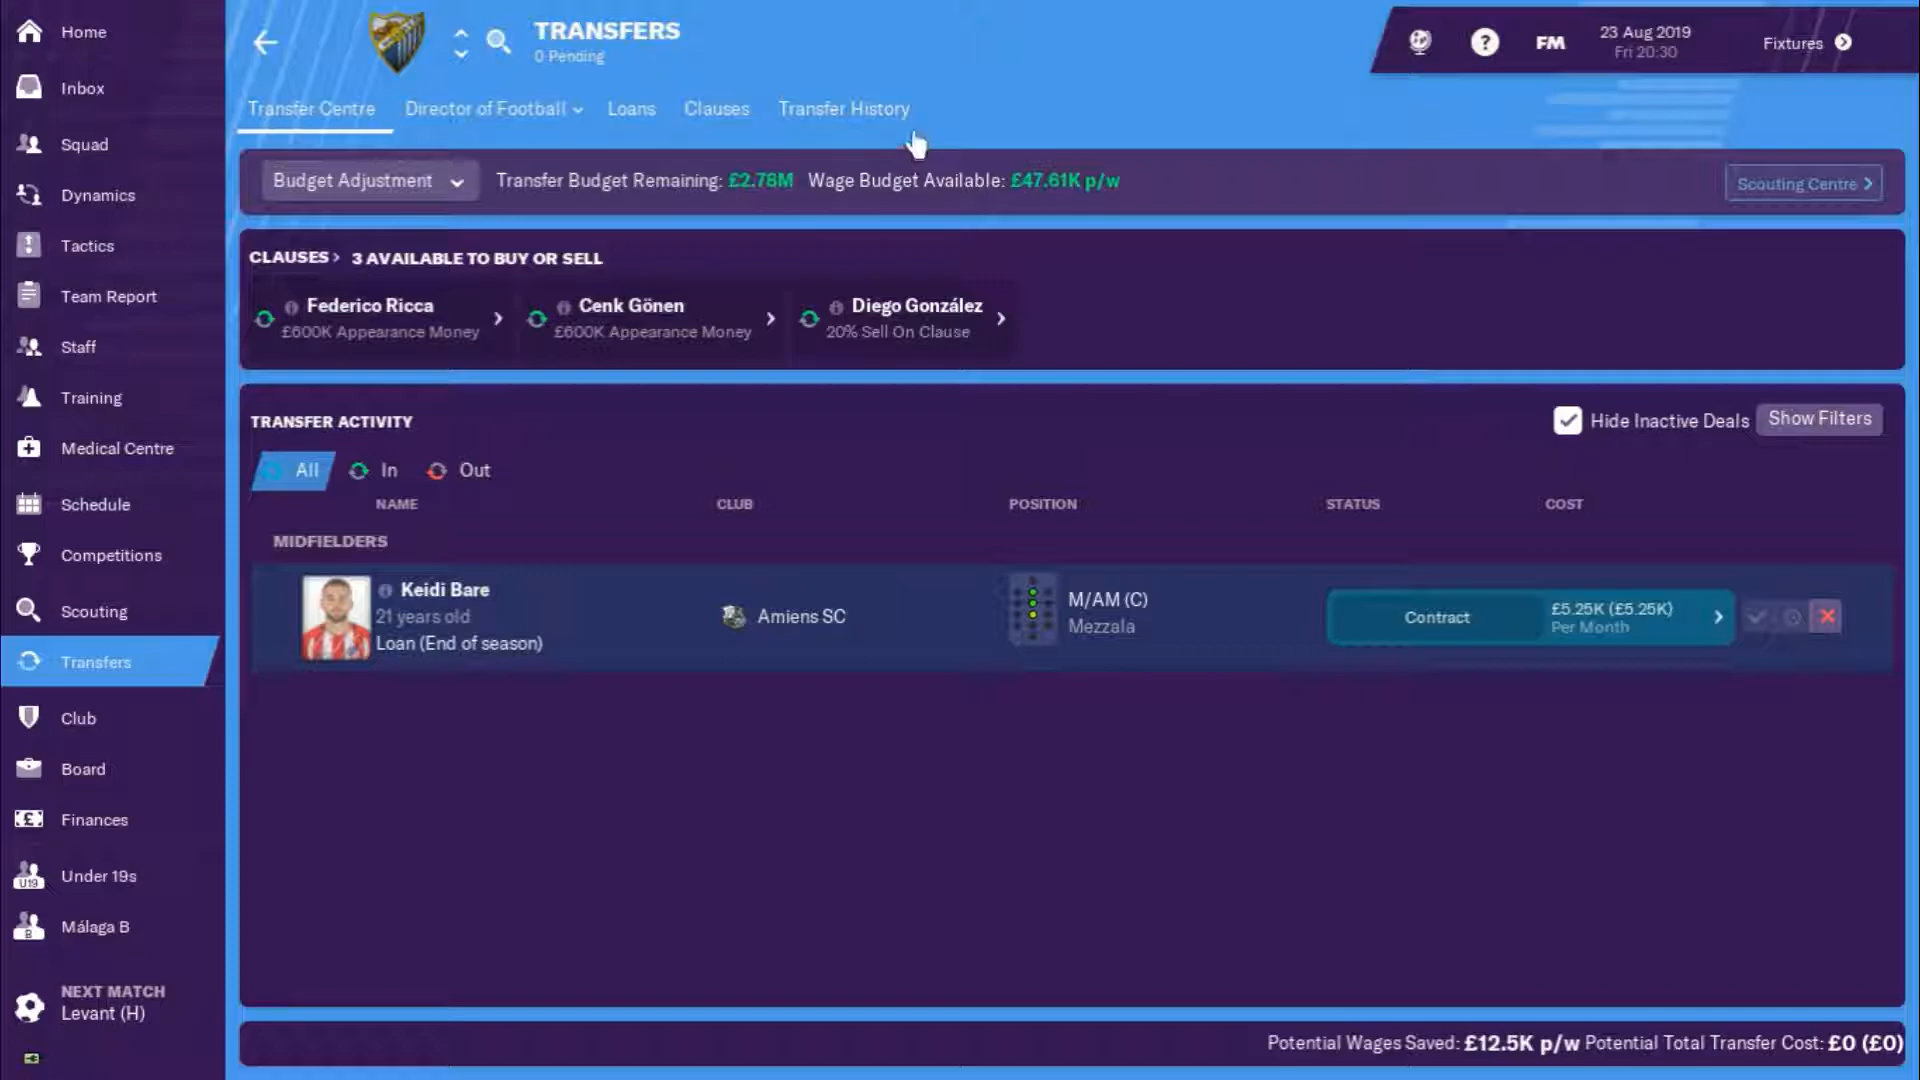 Home
Inbox
Squad
Dynamics
Tactics
Team Report
Staff
Training
Medical Centre
Schedule
Competitions
Scouting
Transfers
Club
Board
Finances
U19
Under 19s
B
Málaga B
NEXT MATCH
Levant (H)
TRANSFERS
0 Pending
? FM
23 Aug 2019
Fri 20:30
Fixtures
Transfer Centre Director of Football Loans Clauses Transfer History
Budget Adjustment Transfer Budget Remaining: £2.78M Wage Budget Available: £47.61K p/w Scouting Centre >
CLAUSES > 3 AVAILABLE TO BUY OR SELL
Federico Ricca
£600K Appearance Money
Cenk Gönen
£600K Appearance Money
Diego González
20% Sell On Clause
TRANSFER ACTIVITY
Hide Inactive Deals Show Filters
All In Out
NAME CLUB POSITION STATUS COST
MIDFIELDERS
Keidi Bare
21 years old
Loan (End of season)
Amiens SC
M/AM (C)
Mezzala
Contract
£5.25K (£5.25K)
Per Month
Potential Wages Saved: £12.5K p/w Potential Total Transfer Cost: £0 (£0)